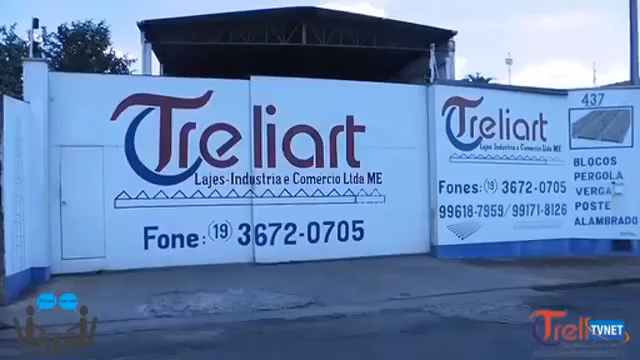 Treliart
Lajes-Industria e Comercio Ltda ME
Fone: (19) 3672-0705
Treliart
Lajes-Industria e Comercio Ltda ME
Fones: (19) 3672-0705
99618-7959/99171-8126
437
BLOCOS
PERGOLA
VERGA
POSTE
ALAMBRADO
Treli
TVNET